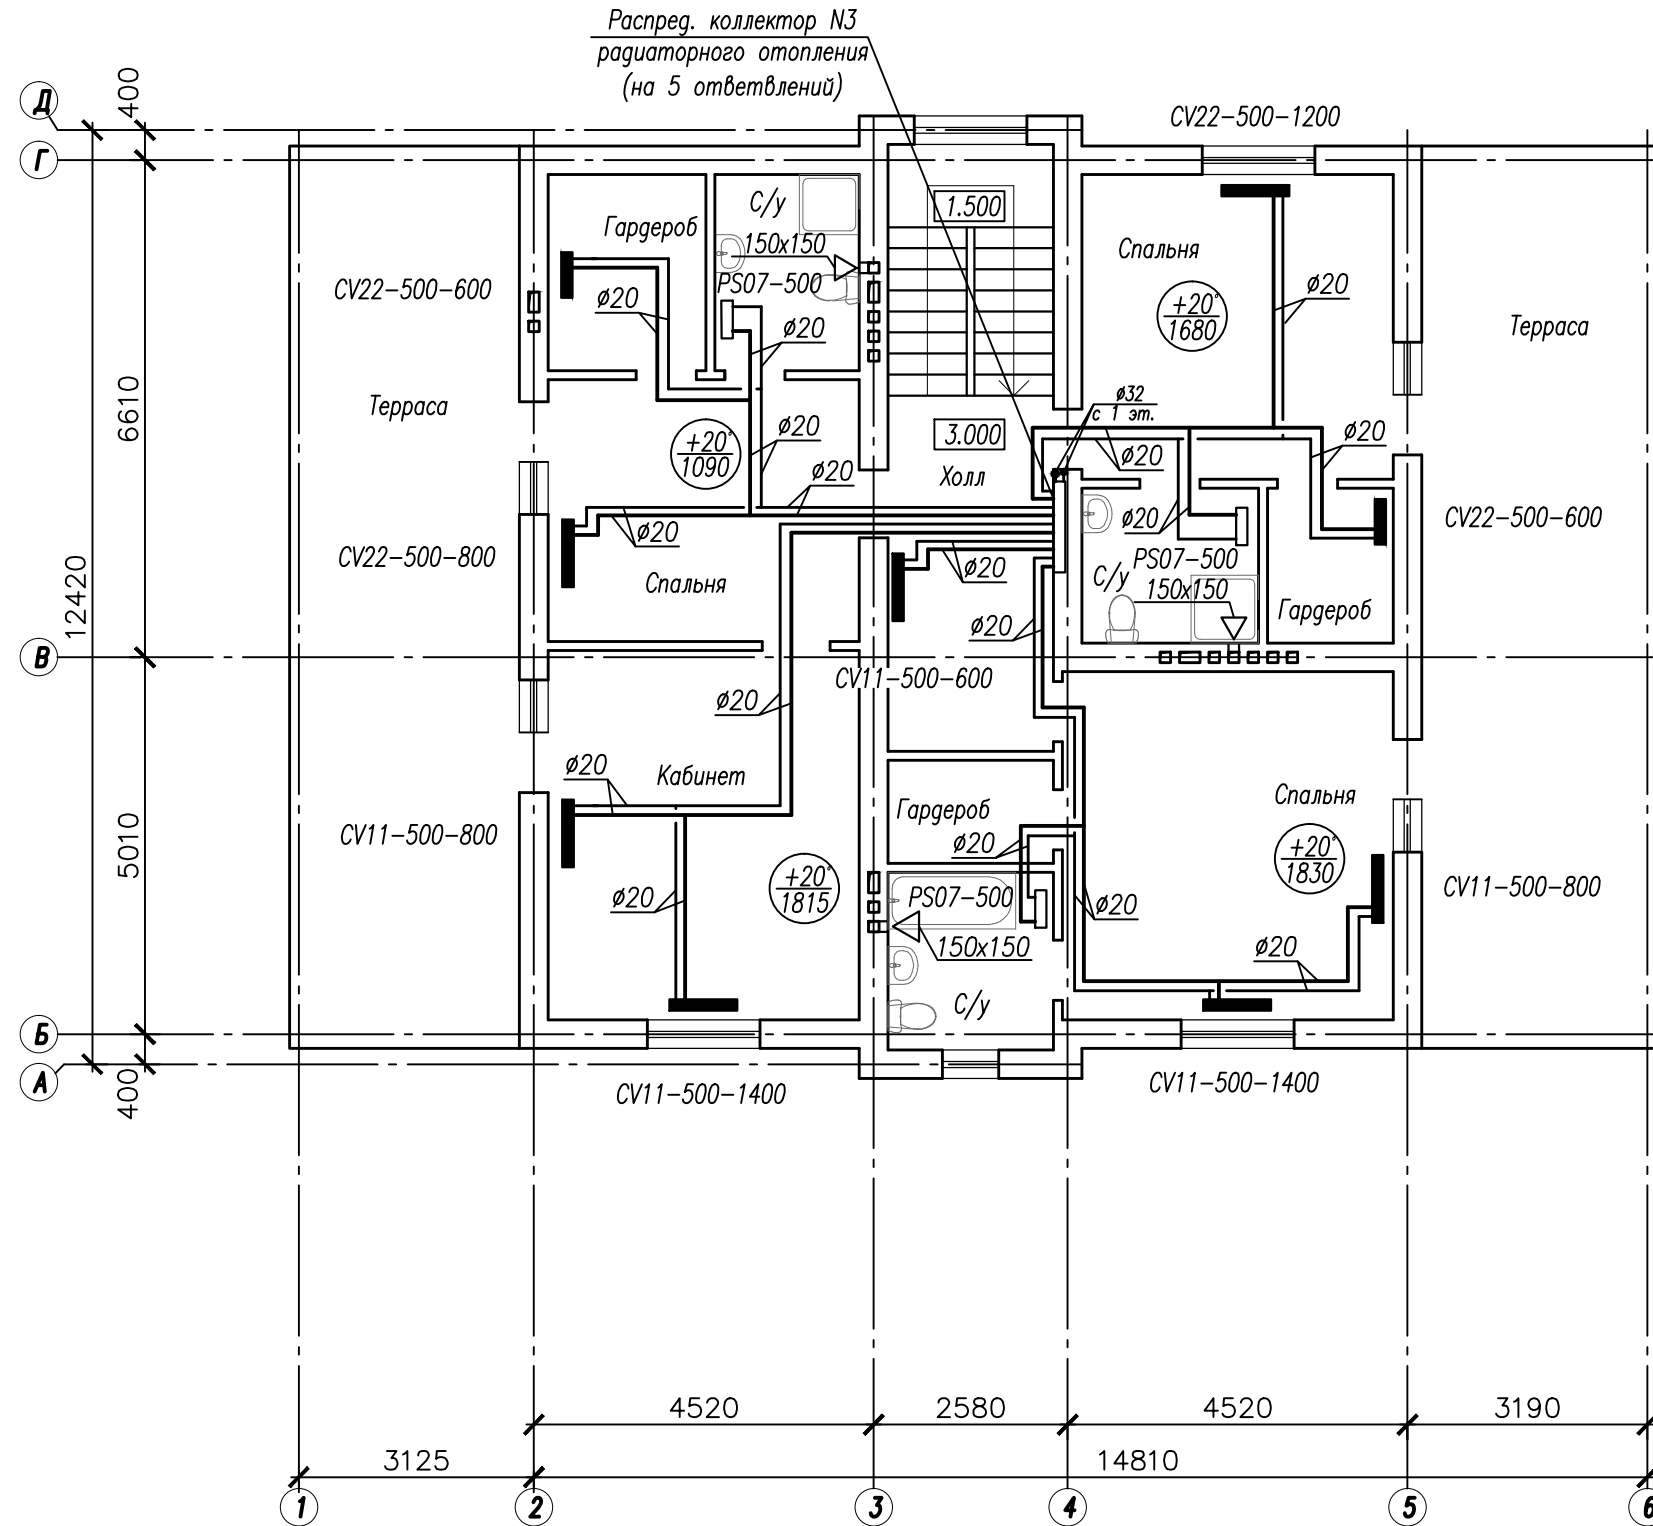 Распред. коллектор N3
радиаторного отопления
(на 5 ответвлений)
Д
400
CV22-500-1200
Г
С/у
1.500
Гардероб
150х150
Спальня
CV22-500-600
PS07-500
ø20
+20°
1680
ø20
ø20
Терраса
6610
Терраса
ø32
с 1 эт.
ø20
3.000
ø20
+20°
1090
ø20
Холл
ø20
ø20
CV22-500-600
ø20
CV22-500-800
PS07-500
12420
Спальня
ø20
С/у
150х150
Гардероб
ø20
В
CV11-500-600
ø20
ø20
Кабинет
Спальня
Гардероб
5010
CV11-500-800
ø20
+20°
1830
+20°
1815
CV11-500-800
ø20
PS07-500
ø20
150х150
ø20
С/у
Б
А
400
CV11-500-1400
CV11-500-1400
4520
2580
4520
3190
3125
14810
1
2
3
4
5
6